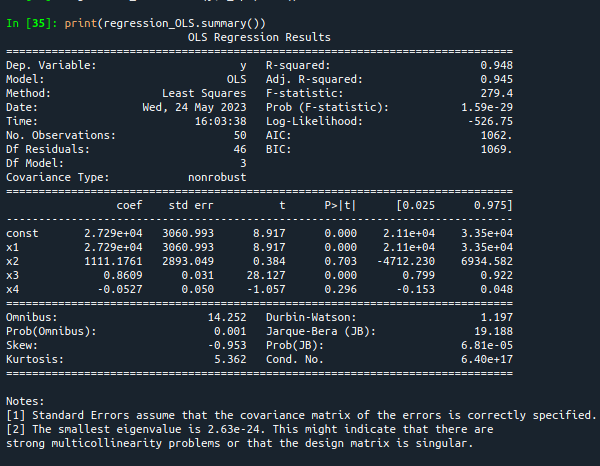 In [35]: print(regression_OLS.summary())
OLS Regression Results
==============================================================================
Dep. Variable: y R-squared: 0.948
Model: OLS Adj. R-squared: 0.945
Method: Least Squares F-statistic: 279.4
Date: Wed, 24 May 2023 Prob (F-statistic): 1.59e-29
Time: 16:03:38 Log-Likelihood: -526.75
No. Observations: 50 AIC: 1062.
Df Residuals: 46 BIC: 1069.
Df Model: 3
Covariance Type: nonrobust
==============================================================================
coef std err t P>|t| [0.025 0.975]
------------------------------------------------------------------------------
const 2.729e+04 3060.993 8.917 0.000 2.11e+04 3.35e+04
x1 2.729e+04 3060.993 8.917 0.000 2.11e+04 3.35e+04
x2 1111.1761 2893.049 0.384 0.703 -4712.230 6934.582
x3 0.8609 0.031 28.127 0.000 0.799 0.922
x4 -0.0527 0.050 -1.057 0.296 -0.153 0.048
==============================================================================
Omnibus: 14.252 Durbin-Watson: 1.197
Prob(Omnibus): 0.001 Jarque-Bera (JB): 19.188
Skew: -0.953 Prob(JB): 6.81e-05
Kurtosis: 5.362 Cond. No. 6.40e+17
==============================================================================
Notes:
[1] Standard Errors assume that the covariance matrix of the errors is correctly specified.
[2] The smallest eigenvalue is 2.63e-24. This might indicate that there are
strong multicollinearity problems or that the design matrix is singular.